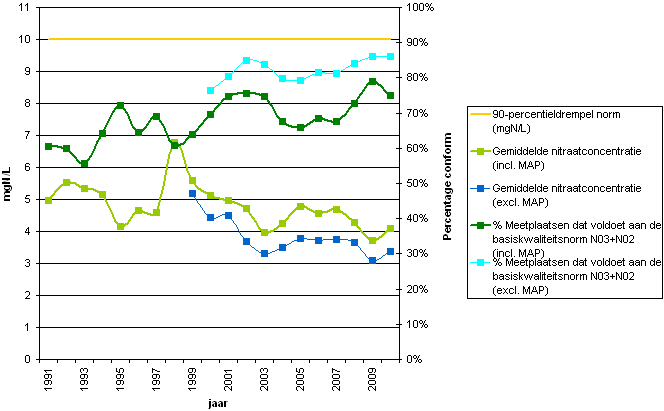 11
10
9
8
7
6
5
4
3
2
1
0
mgN/L
100%
90%
80%
70%
60%
50%
40%
30%
20%
10%
0%
Percentage conform
1991
1993
1995
1997
1999
2001
2003
2005
2007
2009
jaar
90-percentieldrempel norm
(mgN/L)
Gemiddelde nitraatconcentratie
(incl. MAP)
Gemiddelde nitraatconcentratie
(excl. MAP)
% Meetplaatsen dat voldoet aan de
basiskwaliteitsnorm N03+N02
(incl. MAP)
% Meetplaatsen dat voldoet aan de
basiskwaliteitsnorm N03+N02
(excl. MAP)